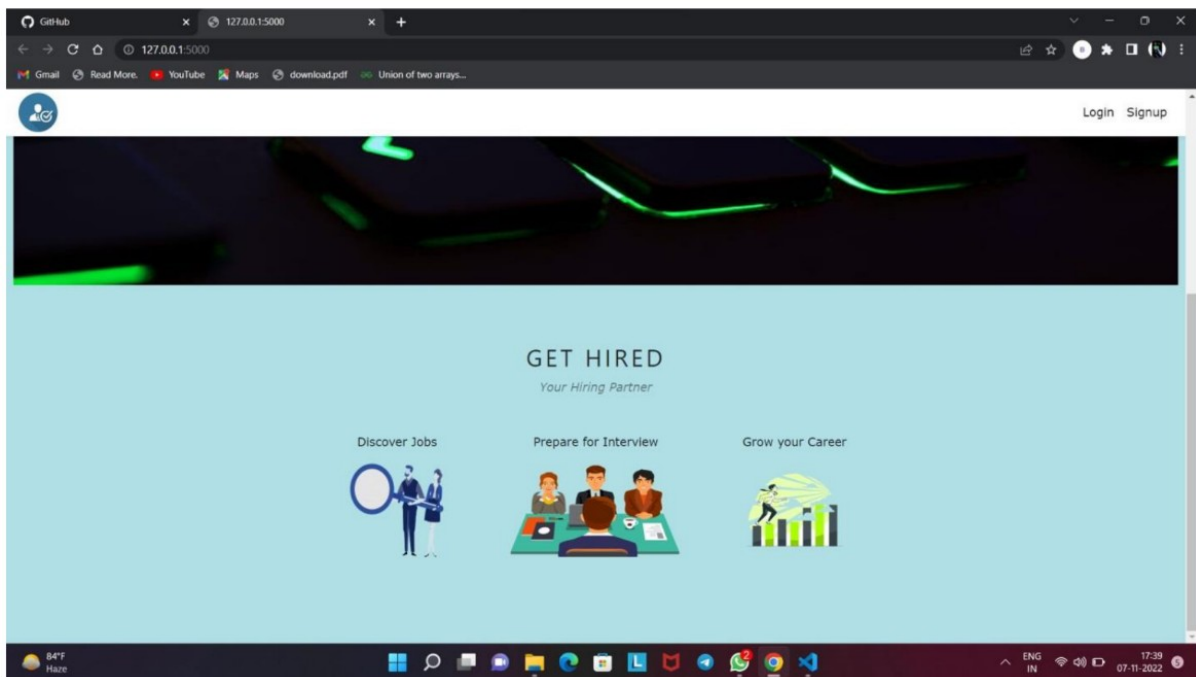 GitHub
127.0.0.1:5000
127.0.0.1:5000
Gmail Read More. YouTube Maps download.pdf Union of two arrays...
Login Signup
GET HIRED
Your Hiring Partner
Discover Jobs Prepare for Interview Grow your Career
84°F
Haze
L
2
ENG
IN
17:39
07-11-2022
5